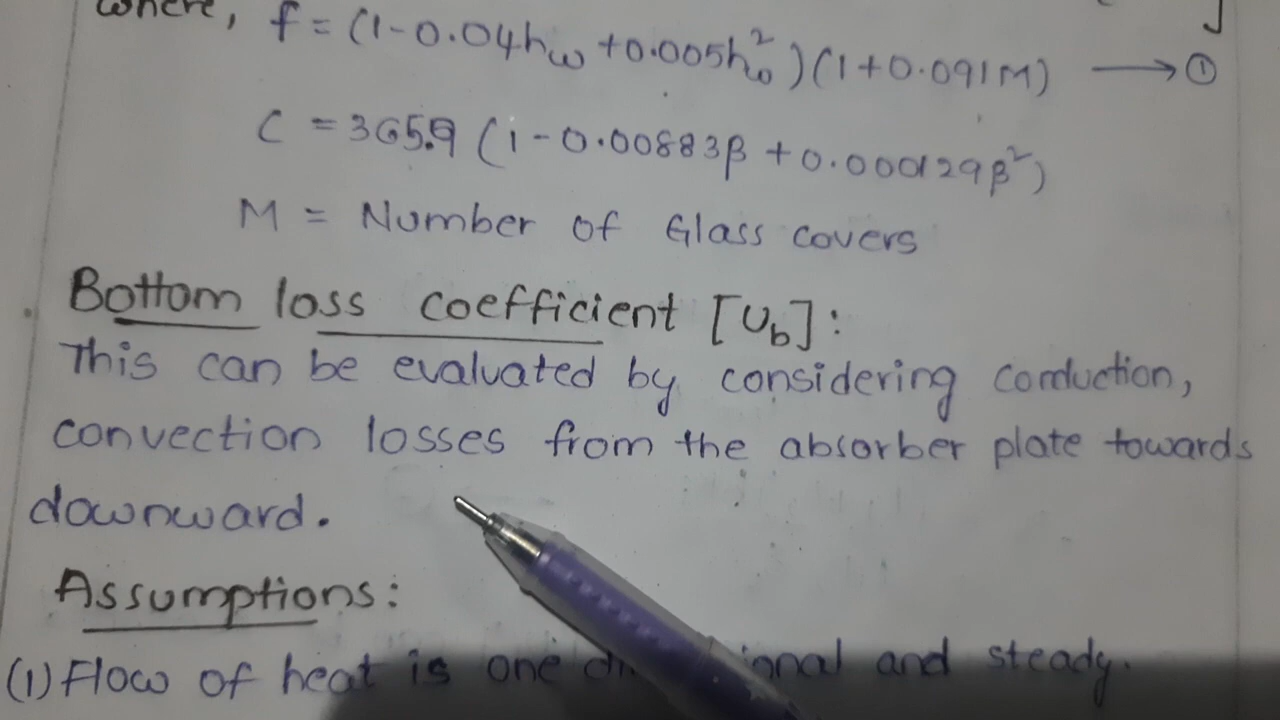 where, f = (1-0.04hω +0.005hω²)(1+0.091M) → ①
C = 365.9 (1-0.00883β +0.000129β²)
M = Number of Glass covers
Bottom loss coefficient [Ub]:
This can be evaluated by considering conduction,
convection losses from the absorber plate towards
downward.
Assumptions:
(1) Flow of heat is one and steady.